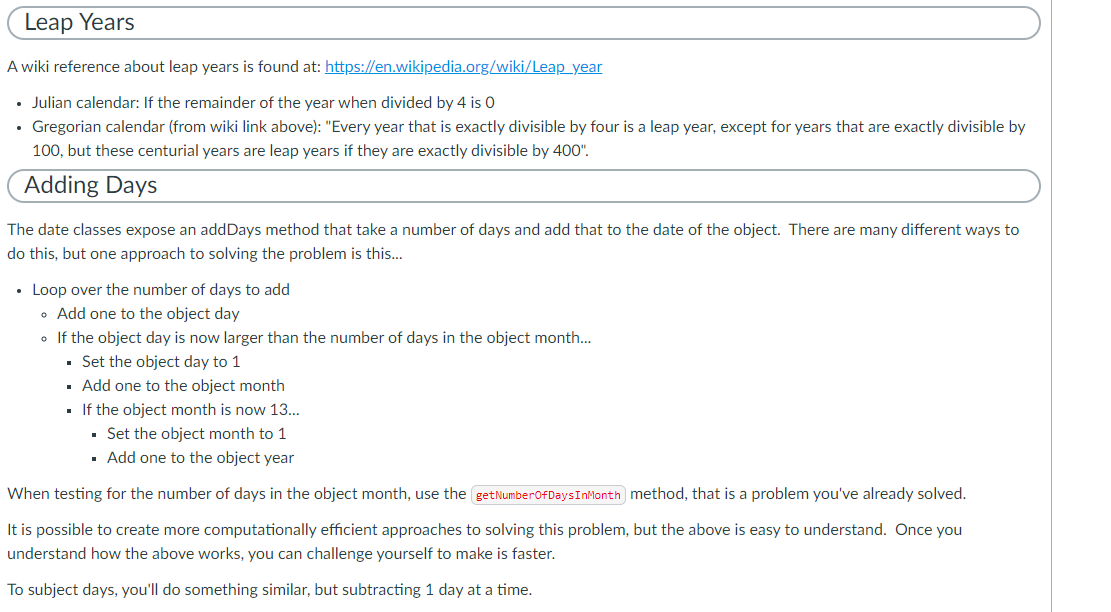 Leap Years
A wiki reference about leap years is found at: https://en.wikipedia.org/wiki/Leap_year
• Julian calendar: If the remainder of the year when divided by 4 is 0
• Gregorian calendar (from wiki link above): "Every year that is exactly divisible by four is a leap year, except for years that are exactly divisible by
100, but these centurial years are leap years if they are exactly divisible by 400".
Adding Days
The date classes expose an addDays method that take a number of days and add that to the date of the object.  There are many different ways to
do this, but one approach to solving the problem is this...
• Loop over the number of days to add
◦ Add one to the object day
◦ If the object day is now larger than the number of days in the object month...
▪ Set the object day to 1
▪ Add one to the object month
▪ If the object month is now 13...
▪ Set the object month to 1
▪ Add one to the object year
When testing for the number of days in the object month, use the getNumberOfDaysInMonth method, that is a problem you've already solved.
It is possible to create more computationally efficient approaches to solving this problem, but the above is easy to understand.  Once you
understand how the above works, you can challenge yourself to make is faster.
To subject days, you'll do something similar, but subtracting 1 day at a time.